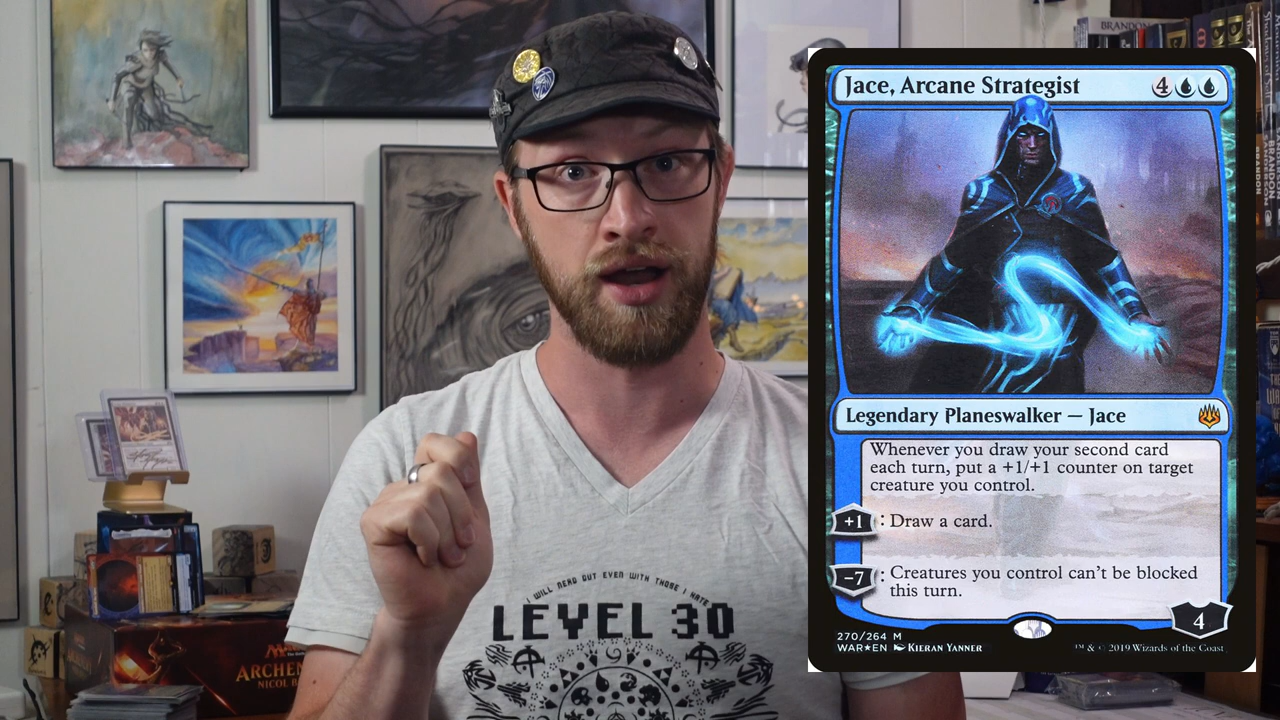 BRANDON
Jace, Arcane Strategist
4
Legendary Planeswalker — Jace
Whenever you draw your second card
each turn, put a +1/+1 counter on target
creature you control.
+1 : Draw a card.
−7 : Creatures you control can't be blocked
this turn.
4
270/264 M
WAR★EN KIERAN YANNER
™ & © 2019 Wizards of the Coast
I WILL NERD OUT EVEN WITH THOSE I HATE
LEVEL 30
ARCHEN
NICOL B